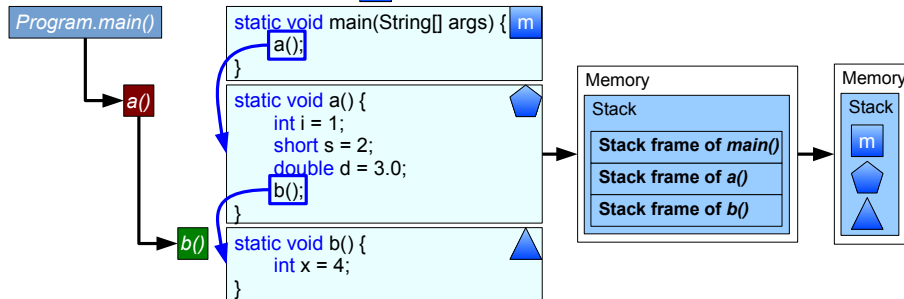 Program.main()
a()
b()
static void main(String[] args) {
a();
}
m
static void a() {
int i = 1;
short s = 2;
double d = 3.0;
b();
}
static void b() {
int x = 4;
}
Memory
Stack
Stack frame of main()
Stack frame of a()
Stack frame of b()
Memory
Stack
m